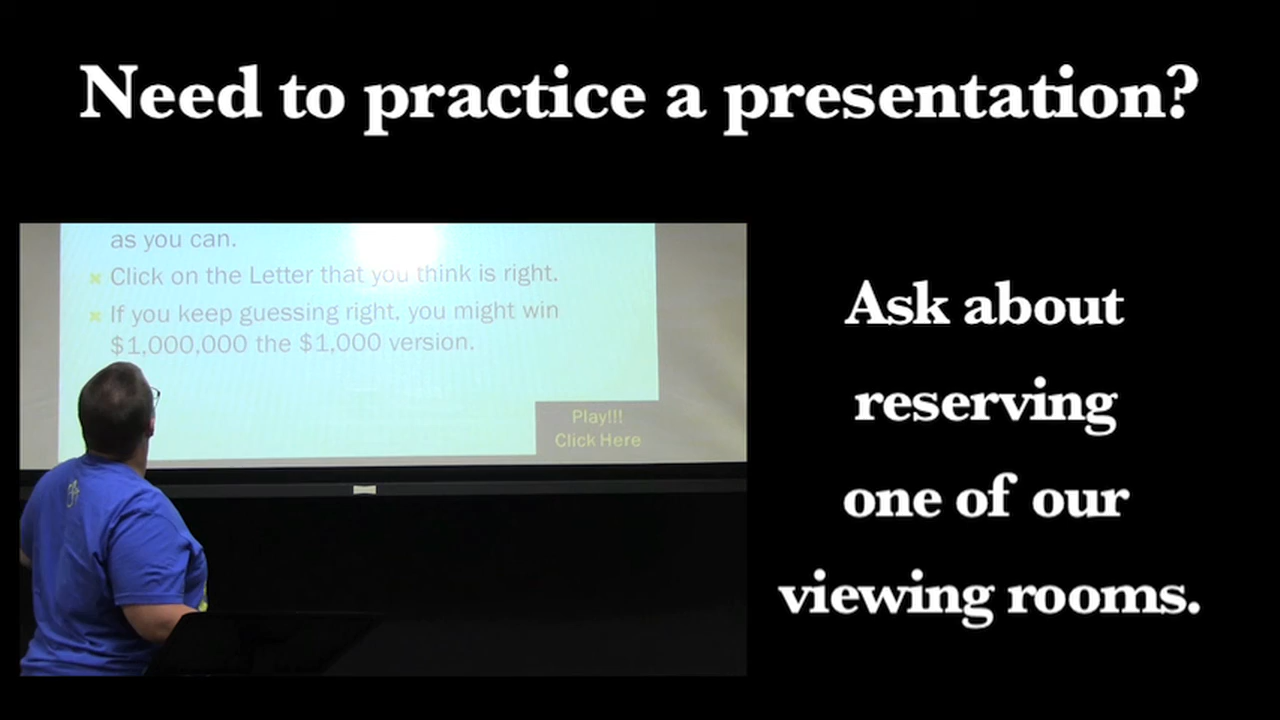 Need to practice a presentation?
as you can.
Click on the Letter that you think is right.
If you keep guessing right, you might win
$1,000,000 the $1,000 version.
Play!!!
Click Here
Ask about
reserving
one of our
viewing rooms.